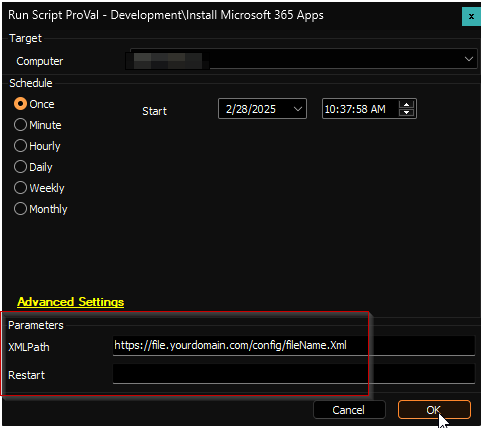 Run Script ProVal - Development\Install Microsoft 365 Apps x
Target
Computer
Schedule
Once Start 2/28/2025 10:37:58 AM
Minute
Hourly
Daily
Weekly
Monthly
Advanced Settings
Parameters
XMLPath https://file.yourdomain.com/config/fileName.Xml
Restart
Cancel OK